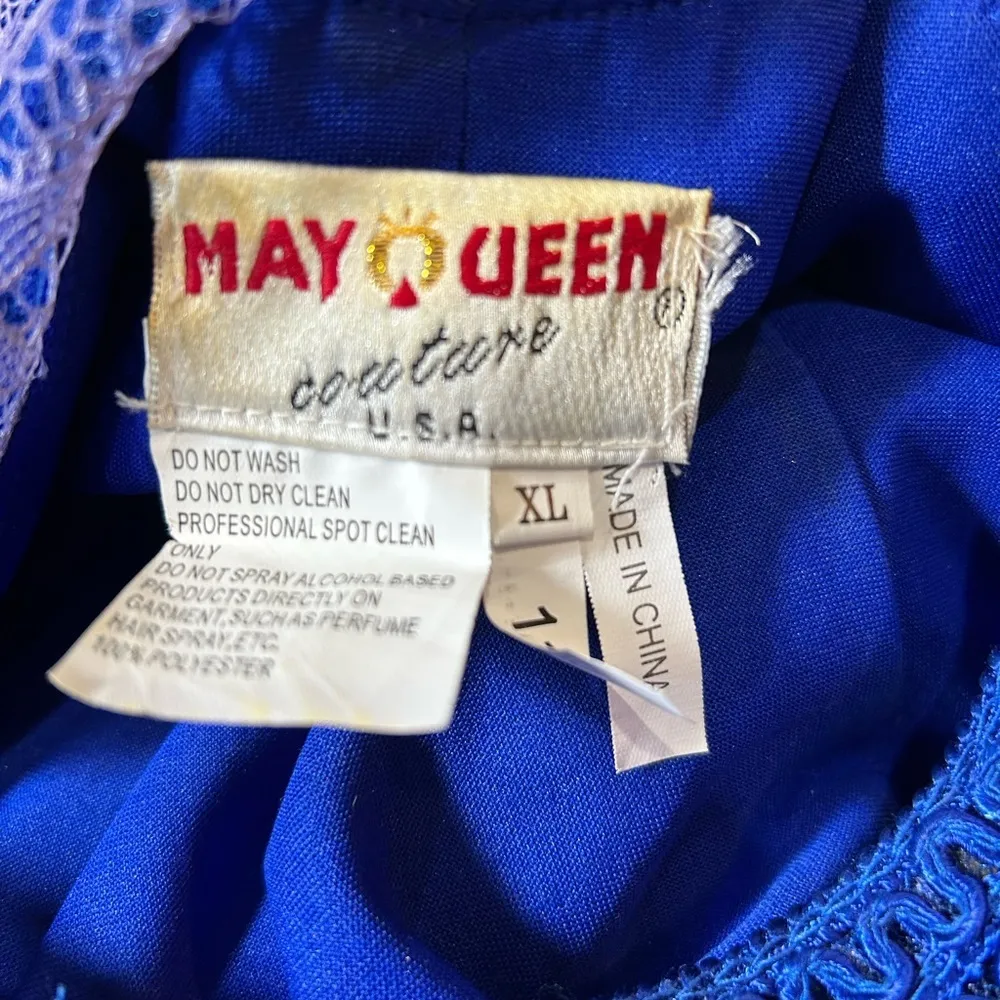 MAY QUEEN
®
couture
U.S.A.
DO NOT WASH
DO NOT DRY CLEAN
PROFESSIONAL SPOT CLEAN
ONLY
DO NOT SPRAY ALCOHOL BASED
PRODUCTS DIRECTLY ON
GARMENT,SUCH AS PERFUME
HAIR SPRAY,ETC.
100% POLYESTER
XL
MADE IN CHINA